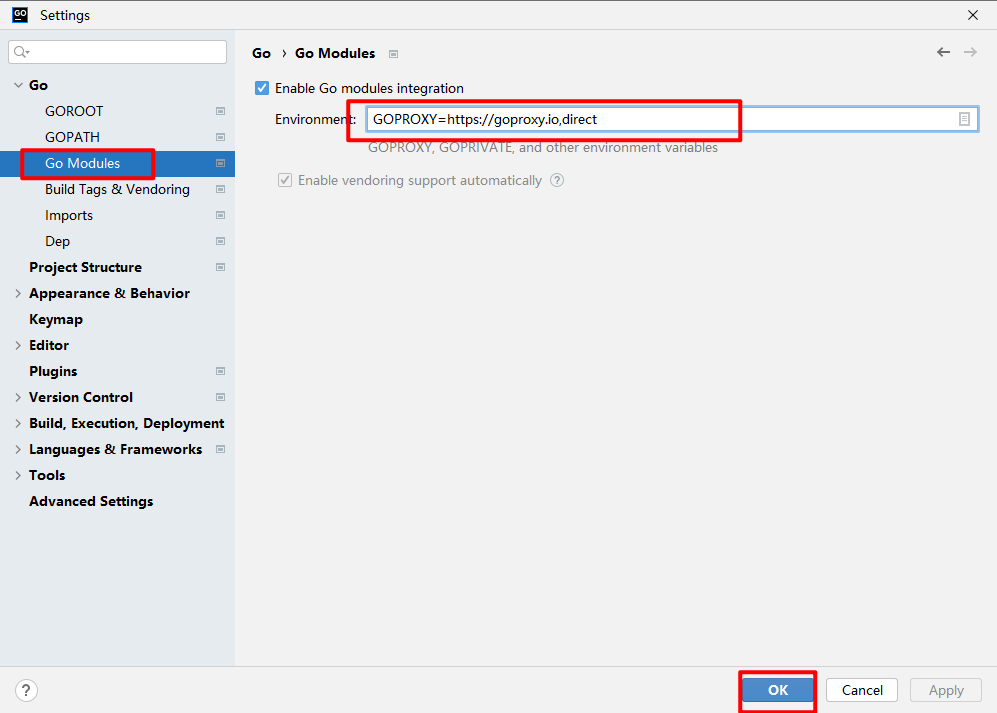 GO
Settings
Go › Go Modules
Go
GOROOT
GOPATH
Go Modules
Build Tags & Vendoring
Imports
Dep
Project Structure
Appearance & Behavior
Keymap
Editor
Plugins
Version Control
Build, Execution, Deployment
Languages & Frameworks
Tools
Advanced Settings
Enable Go modules integration
Environment: GOPROXY=https://goproxy.io,direct
GOPROXY, GOPRIVATE, and other environment variables
Enable vendoring support automatically ?
? OK Cancel Apply